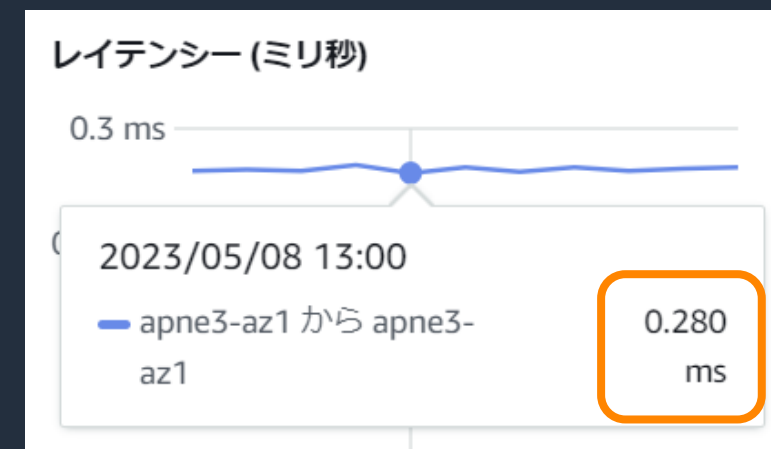 レイテンシー (ミリ秒)
0.3 ms
2023/05/08 13:00
apne3-az1 から apne3-
az1
0.280
ms